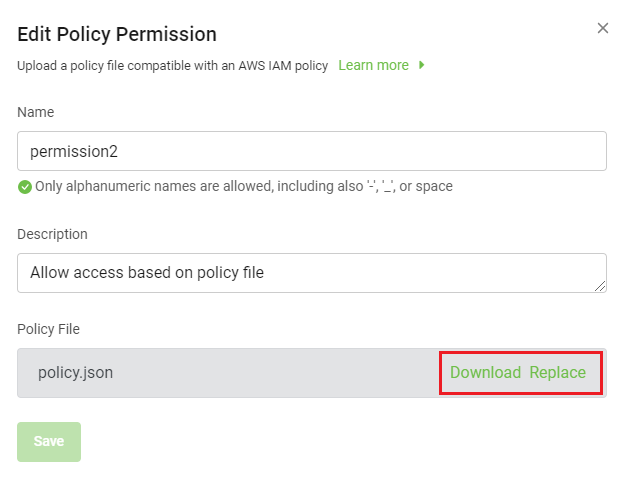 Edit Policy Permission
Upload a policy file compatible with an AWS IAM policy Learn more
Name
permission2
Only alphanumeric names are allowed, including also '-', '_', or space
Description
Allow access based on policy file
Policy File
policy.json Download Replace
Save